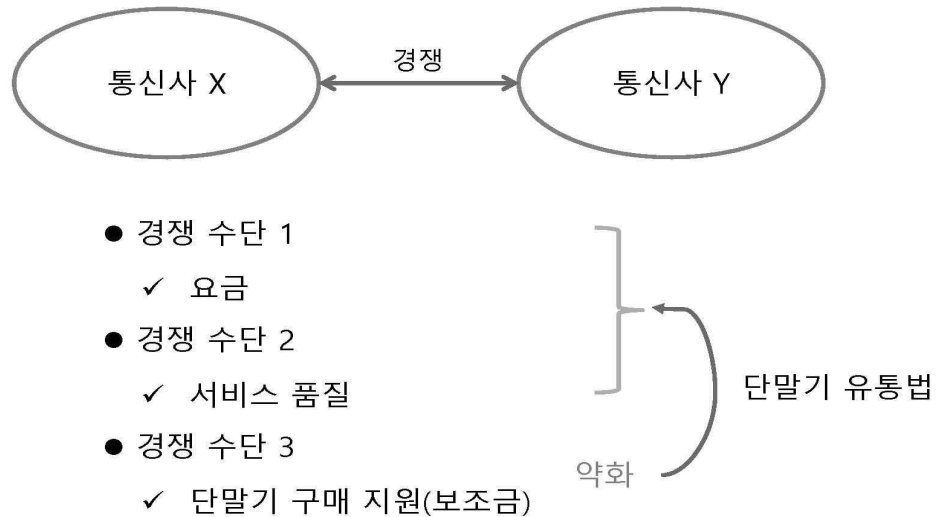 통신사 X
경쟁
통신사 Y
● 경쟁 수단 1
✓ 요금
● 경쟁 수단 2
✓ 서비스 품질
단말기 유통법
● 경쟁 수단 3
약화
✓ 단말기 구매 지원(보조금)